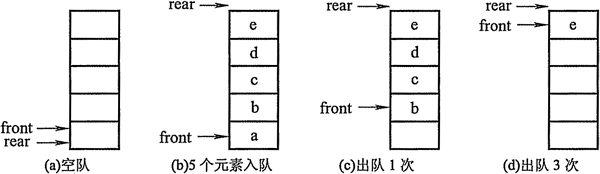 front
rear
(a)空队
rear
e
d
c
b
front a
(b)5个元素入队
rear
e
d
c
front b
(c)出队1次
rear
front e
(d)出队3次